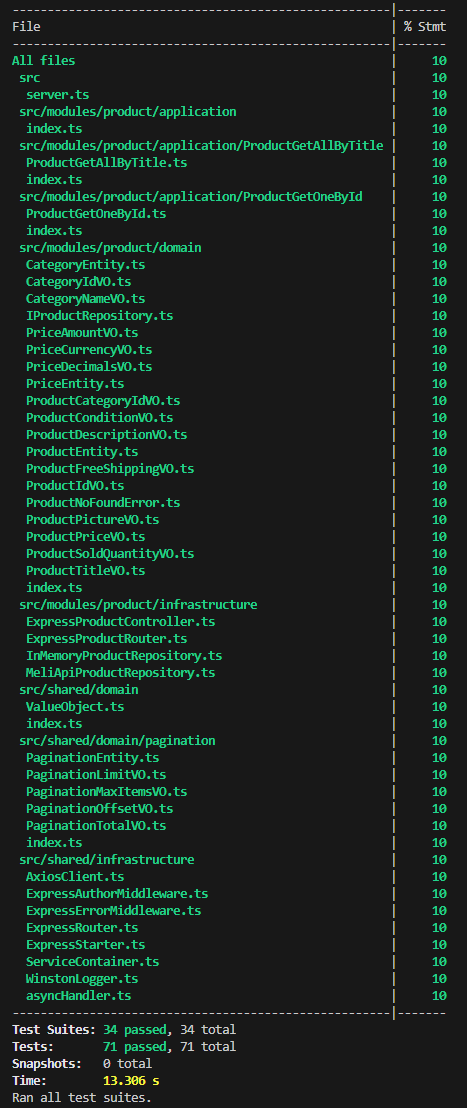 ---------------------------------------------------|-------
File                                               | % Stmt
---------------------------------------------------|-------
All files                                          |     10
 src                                               |     10
  server.ts                                        |     10
 src/modules/product/application                   |     10
  index.ts                                         |     10
 src/modules/product/application/ProductGetAllByTitle |     10
  ProductGetAllByTitle.ts                          |     10
  index.ts                                         |     10
 src/modules/product/application/ProductGetOneById |     10
  ProductGetOneById.ts                             |     10
  index.ts                                         |     10
 src/modules/product/domain                        |     10
  CategoryEntity.ts                                |     10
  CategoryIdVO.ts                                  |     10
  CategoryNameVO.ts                                |     10
  IProductRepository.ts                            |     10
  PriceAmountVO.ts                                 |     10
  PriceCurrencyVO.ts                               |     10
  PriceDecimalsVO.ts                               |     10
  PriceEntity.ts                                   |     10
  ProductCategoryIdVO.ts                           |     10
  ProductConditionVO.ts                            |     10
  ProductDescriptionVO.ts                          |     10
  ProductEntity.ts                                 |     10
  ProductFreeShippingVO.ts                         |     10
  ProductIdVO.ts                                   |     10
  ProductNoFoundError.ts                           |     10
  ProductPictureVO.ts                              |     10
  ProductPriceVO.ts                                |     10
  ProductSoldQuantityVO.ts                         |     10
  ProductTitleVO.ts                                |     10
  index.ts                                         |     10
 src/modules/product/infrastructure                |     10
  ExpressProductController.ts                      |     10
  ExpressProductRouter.ts                          |     10
  InMemoryProductRepository.ts                     |     10
  MeliApiProductRepository.ts                      |     10
 src/shared/domain                                 |     10
  ValueObject.ts                                   |     10
  index.ts                                         |     10
 src/shared/domain/pagination                      |     10
  PaginationEntity.ts                              |     10
  PaginationLimitVO.ts                             |     10
  PaginationMaxItemsVO.ts                          |     10
  PaginationOffsetVO.ts                            |     10
  PaginationTotalVO.ts                             |     10
  index.ts                                         |     10
 src/shared/infrastructure                         |     10
  AxiosClient.ts                                   |     10
  ExpressAuthorMiddleware.ts                       |     10
  ExpressErrorMiddleware.ts                        |     10
  ExpressRouter.ts                                 |     10
  ExpressStarter.ts                                |     10
  ServiceContainer.ts                              |     10
  WinstonLogger.ts                                 |     10
  asyncHandler.ts                                  |     10
---------------------------------------------------|-------
Test Suites: 34 passed, 34 total
Tests:       71 passed, 71 total
Snapshots:   0 total
Time:        13.306 s
Ran all test suites.